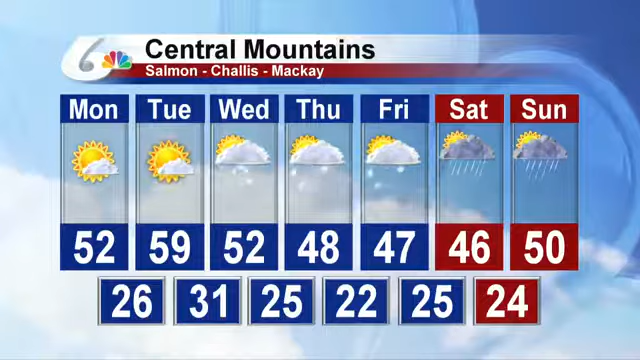 6
Central Mountains
Salmon - Challis - Mackay
Mon Tue Wed Thu Fri Sat Sun
52 59 52 48 47 46 50
26 31 25 22 25 24